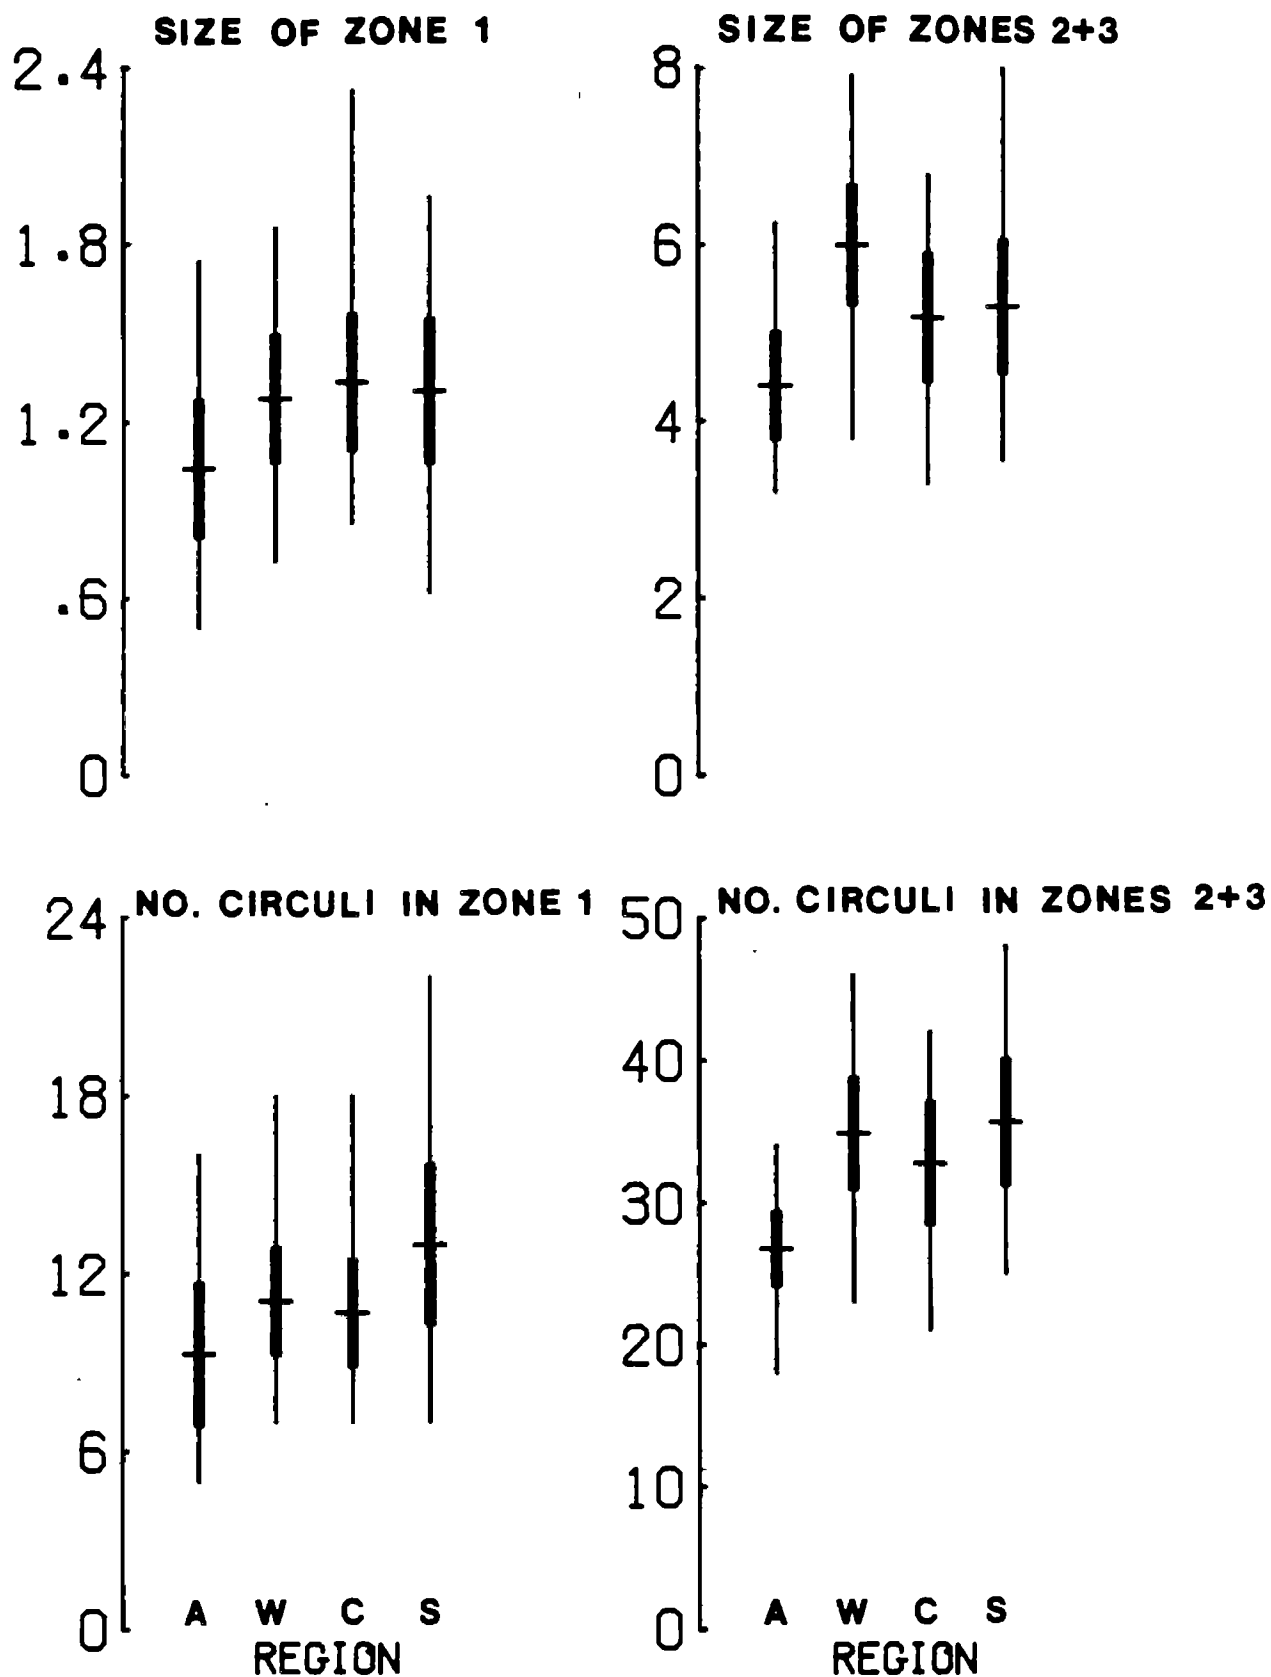 SIZE OF ZONE 1
2.4
1.8
1.2
.6
0
SIZE OF ZONES 2+3
8
6
4
2
0
NO. CIRCULI IN ZONE 1
24
18
12
6
0
A W C S
REGION
NO. CIRCULI IN ZONES 2+3
50
40
30
20
10
0
A W C S
REGION